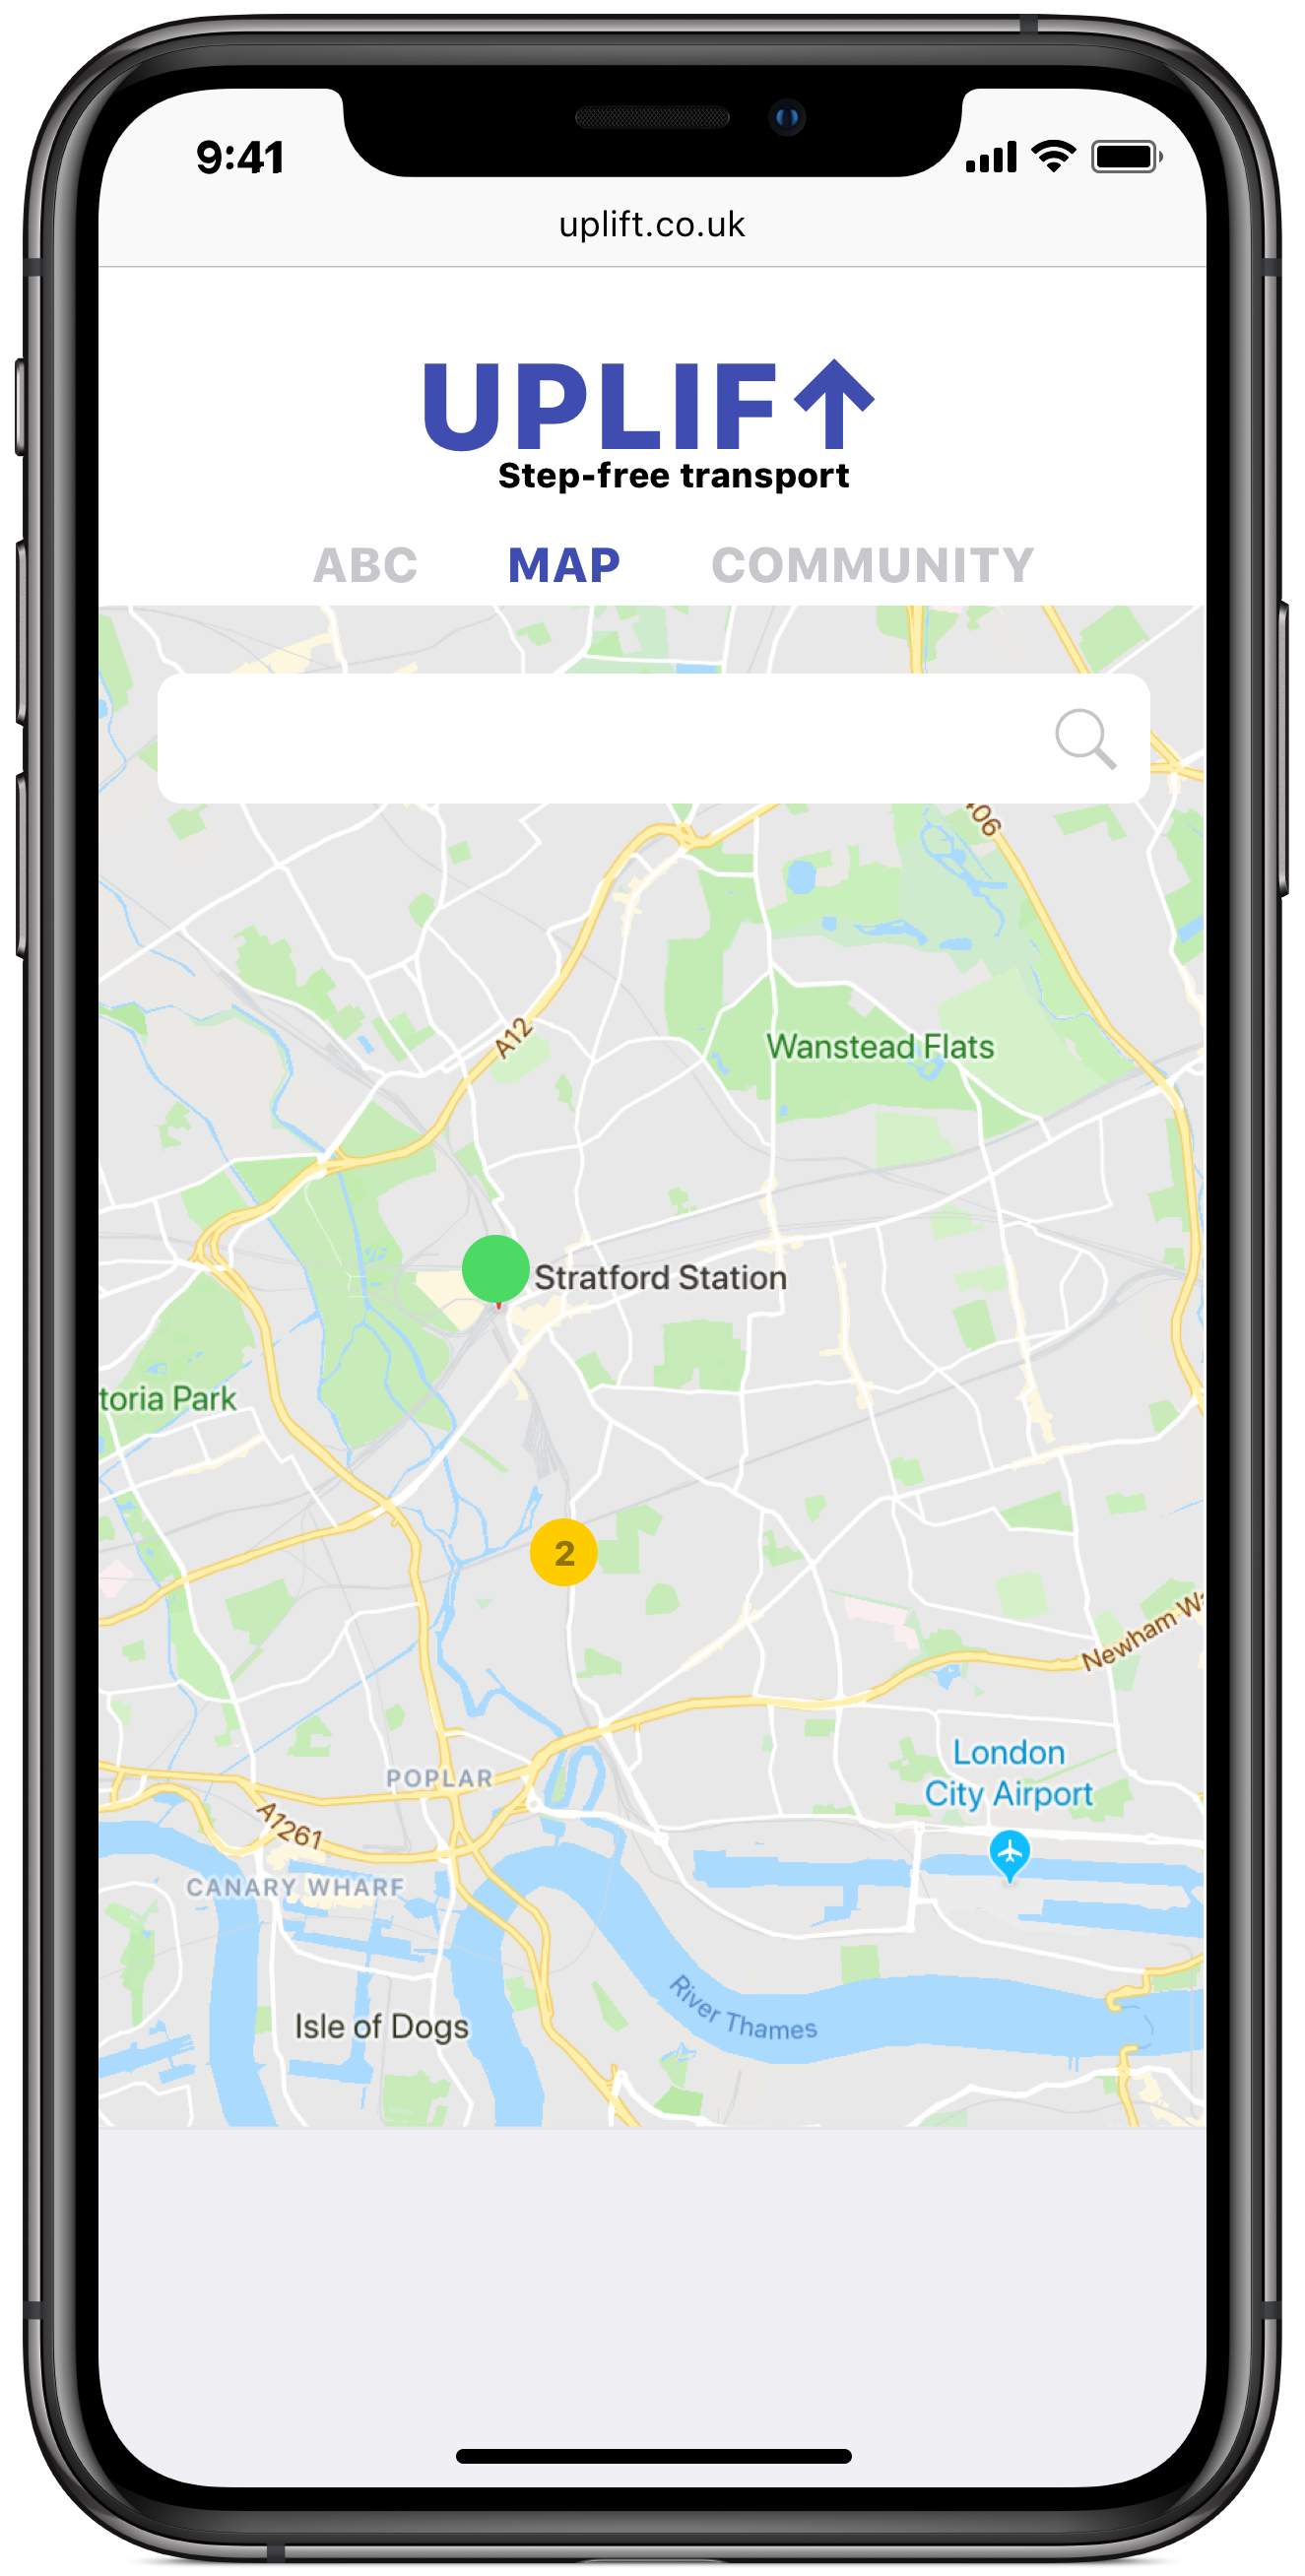 9:41
uplift.co.uk
UPLIF↑
Step-free transport
ABC MAP COMMUNITY
A12
Wanstead Flats
Stratford Station
toria Park
2
Newham
London
City Airport
POPLAR
A1261
CANARY WHARF
River Thames
Isle of Dogs